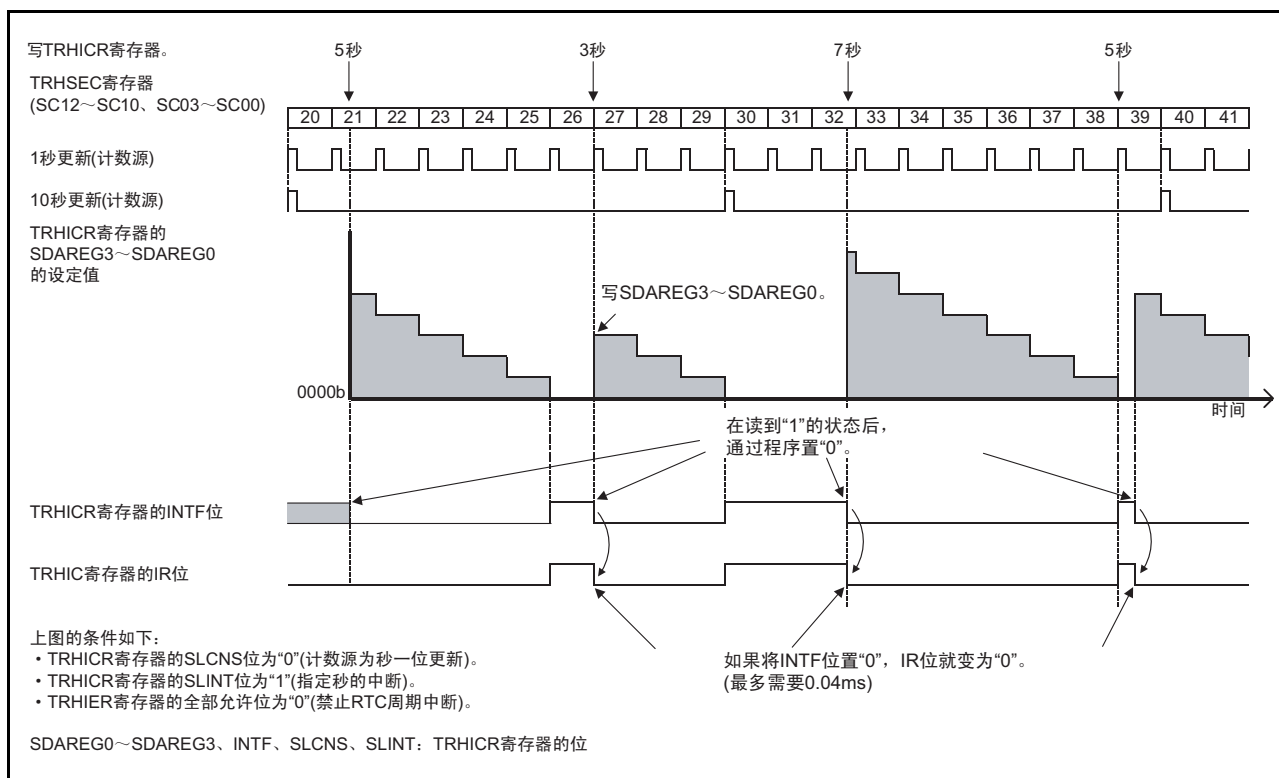 写TRHICR寄存器。
5秒
3秒
7秒
5秒
TRHSEC寄存器
(SC12～SC10、SC03～SC00)
20 21 22 23 24 25 26 27 28 29 30 31 32 33 34 35 36 37 38 39 40 41
1秒更新(计数源)
10秒更新(计数源)
TRHICR寄存器的
SDAREG3～SDAREG0
的设定值
写SDAREG3～SDAREG0。
0000b
时间
在读到“1”的状态后，
通过程序置“0”。
TRHICR寄存器的INTF位
TRHIC寄存器的IR位
上图的条件如下：
・TRHICR寄存器的SLCNS位为“0”(计数源为秒一位更新)。
・TRHICR寄存器的SLINT位为“1”(指定秒的中断)。
・TRHIER寄存器的全部允许位为“0”(禁止RTC周期中断)。
如果将INTF位置“0”，IR位就变为“0”。
(最多需要0.04ms)
SDAREG0～SDAREG3、INTF、SLCNS、SLINT：TRHICR寄存器的位